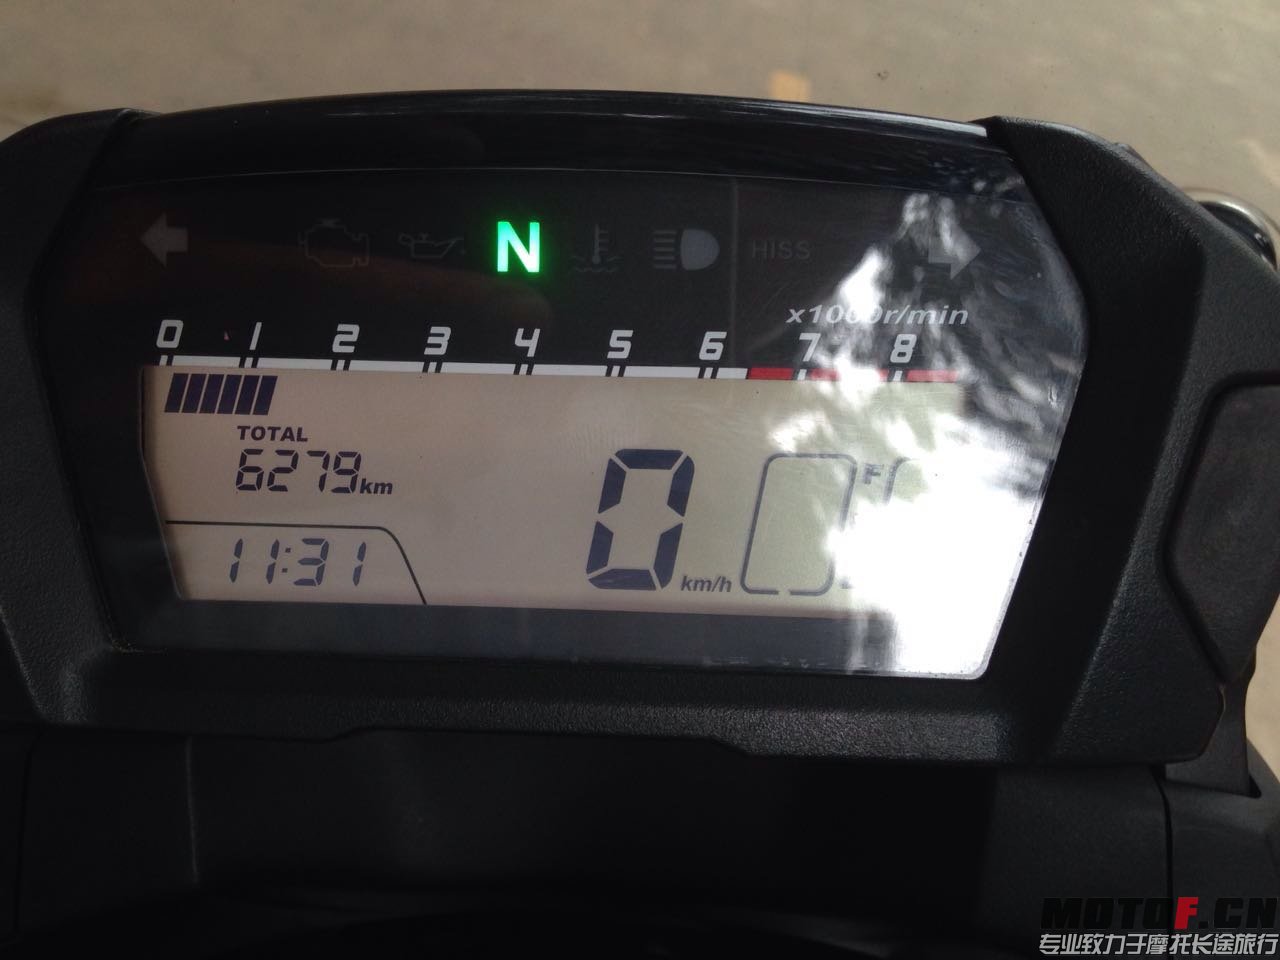 N
HISS
x1000r/min
0 1 2 3 4 5 6 7 8
TOTAL
6279km
F
0 km/h
11:31
MOTOF.CN
专业致力于摩托长途旅行